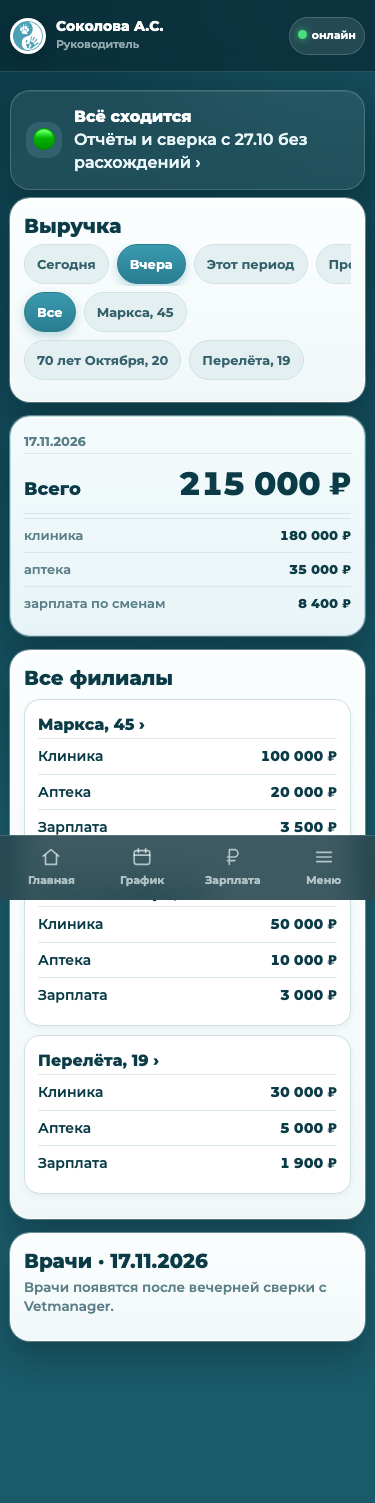 Соколова А.С.
Руководитель
онлайн
Всё сходится
Отчёты и сверка с 27.10 без
расхождений ›
Выручка
Сегодня Вчера Этот период
Все Маркса, 45
70 лет Октября, 20 Перелёта, 19
17.11.2026
Всего 215 000 ₽
клиника 180 000 ₽
аптека 35 000 ₽
зарплата по сменам 8 400 ₽
Все филиалы
Маркса, 45 ›
Клиника 100 000 ₽
Аптека 20 000 ₽
Зарплата 3 500 ₽
Главная График Зарплата Меню
Клиника 50 000 ₽
Аптека 10 000 ₽
Зарплата 3 000 ₽
Перелёта, 19 ›
Клиника 30 000 ₽
Аптека 5 000 ₽
Зарплата 1 900 ₽
Врачи · 17.11.2026
Врачи появятся после вечерней сверки с
Vetmanager.